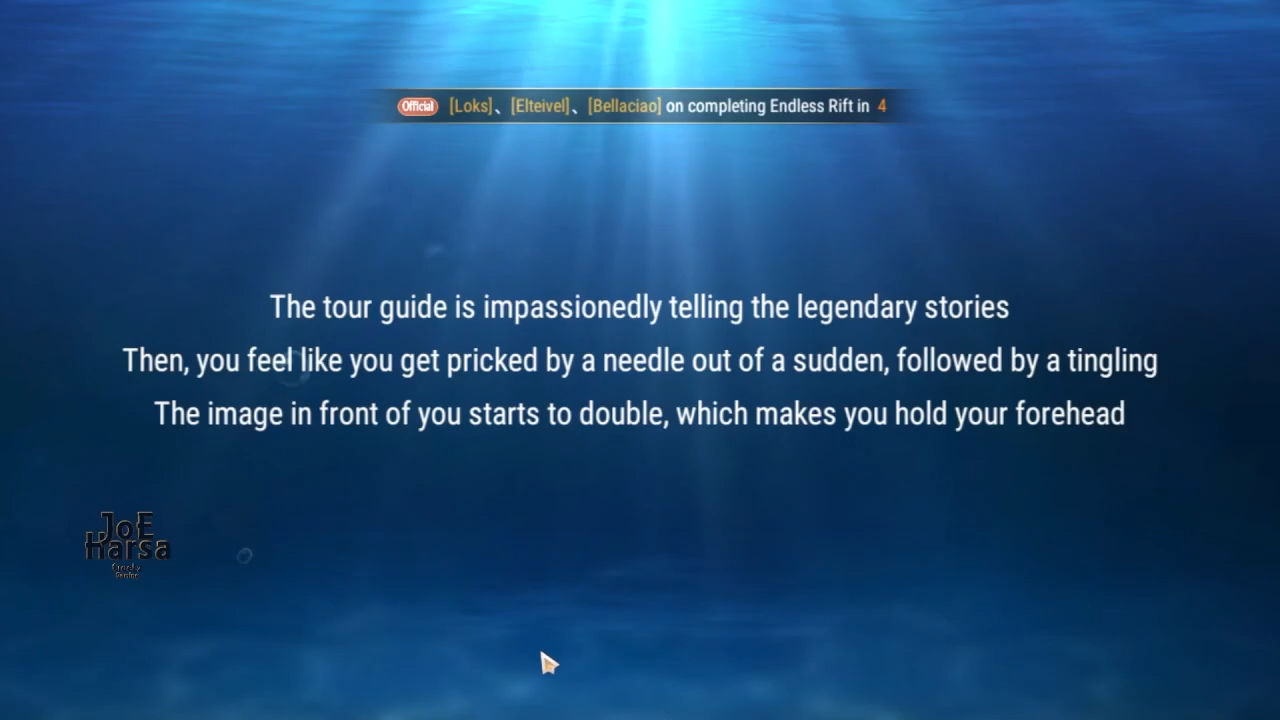 Official [Loks]、[Elteivel]、[Bellaciao] on completing Endless Rift in 4
The tour guide is impassionedly telling the legendary stories
Then, you feel like you get pricked by a needle out of a sudden, followed by a tingling
The image in front of you starts to double, which makes you hold your forehead
JoE
Harsa